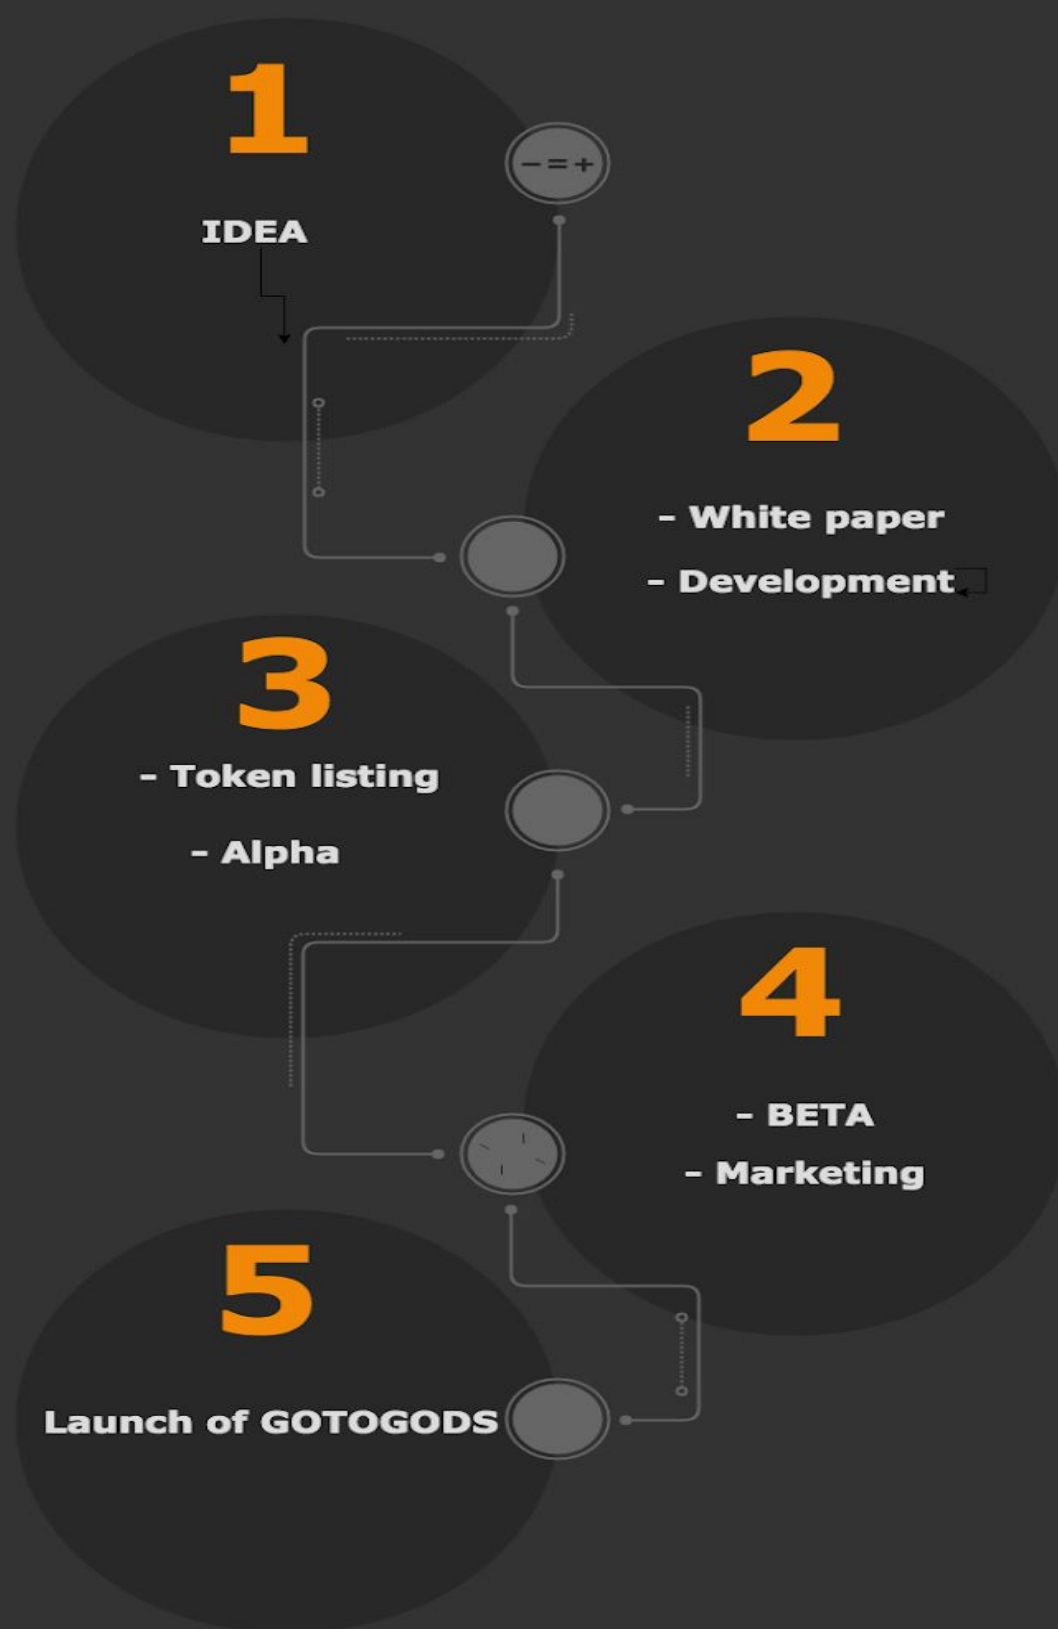 1
– = +
IDEA
2
- White paper
- Development
3
- Token listing
- Alpha
4
- BETA
- Marketing
5
Launch of GOTOGODS